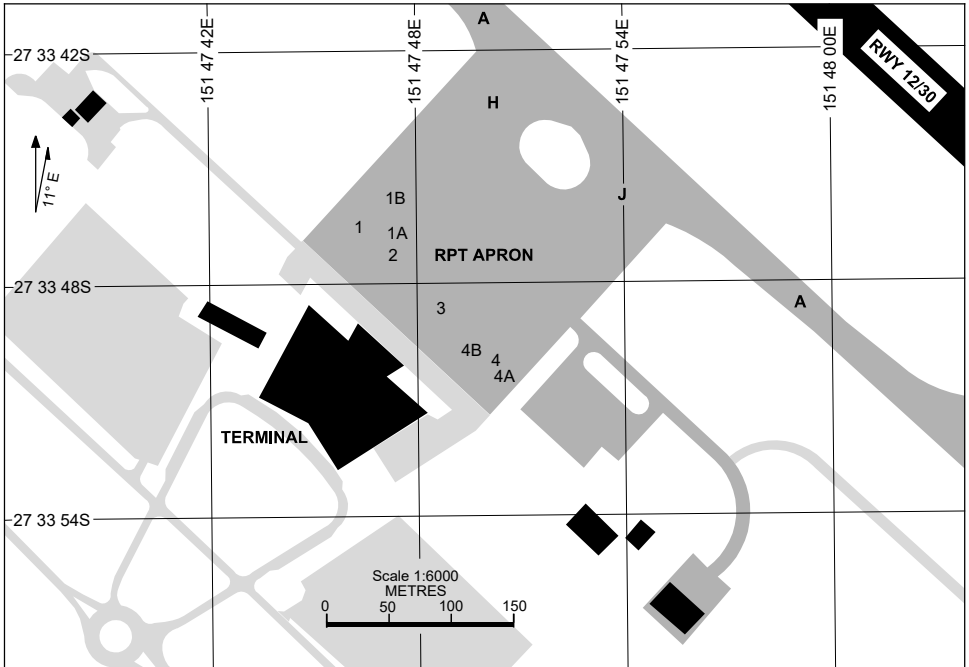 A
27 33 42S
151 47 42E
151 47 48E
151 47 54E
151 48 00E
RWY 12/30
H
11° E
1B
J
1
1A
2
RPT APRON
27 33 48S
3
A
4B
4
4A
TERMINAL
27 33 54S
Scale 1:6000
METRES
0 50 100 150